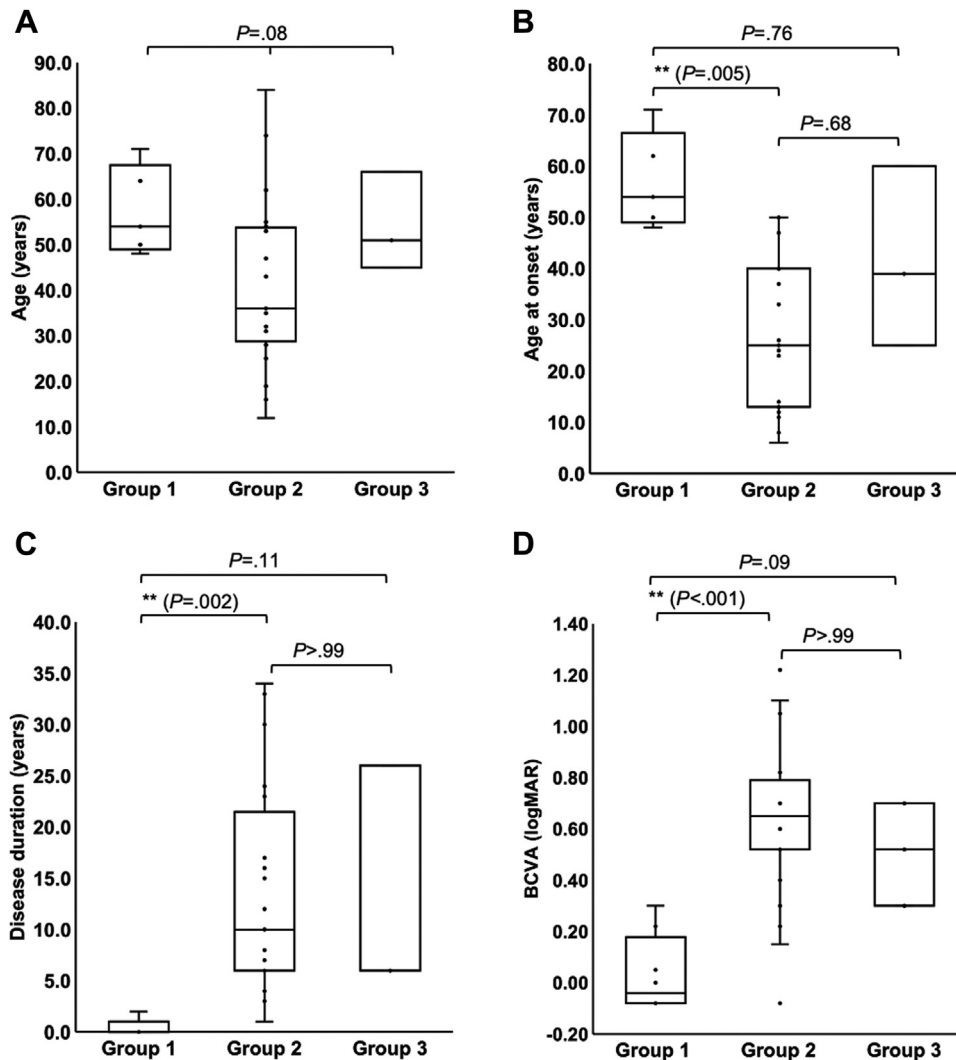 A
P=.08
90.0
80.0
70.0
60.0
50.0
40.0
30.0
20.0
10.0
0.0
Age (years)
Group 1 Group 2 Group 3
B
P=.76
** (P=.005)
P=.68
80.0
70.0
60.0
50.0
40.0
30.0
20.0
10.0
0.0
Age at onset (years)
Group 1 Group 2 Group 3
C
P=.11
** (P=.002)
P>.99
40.0
35.0
30.0
25.0
20.0
15.0
10.0
5.0
0.0
Disease duration (years)
Group 1 Group 2 Group 3
D
P=.09
** (P<.001)
P>.99
1.40
1.20
1.00
0.80
0.60
0.40
0.20
0.00
-0.20
BCVA (logMAR)
Group 1 Group 2 Group 3